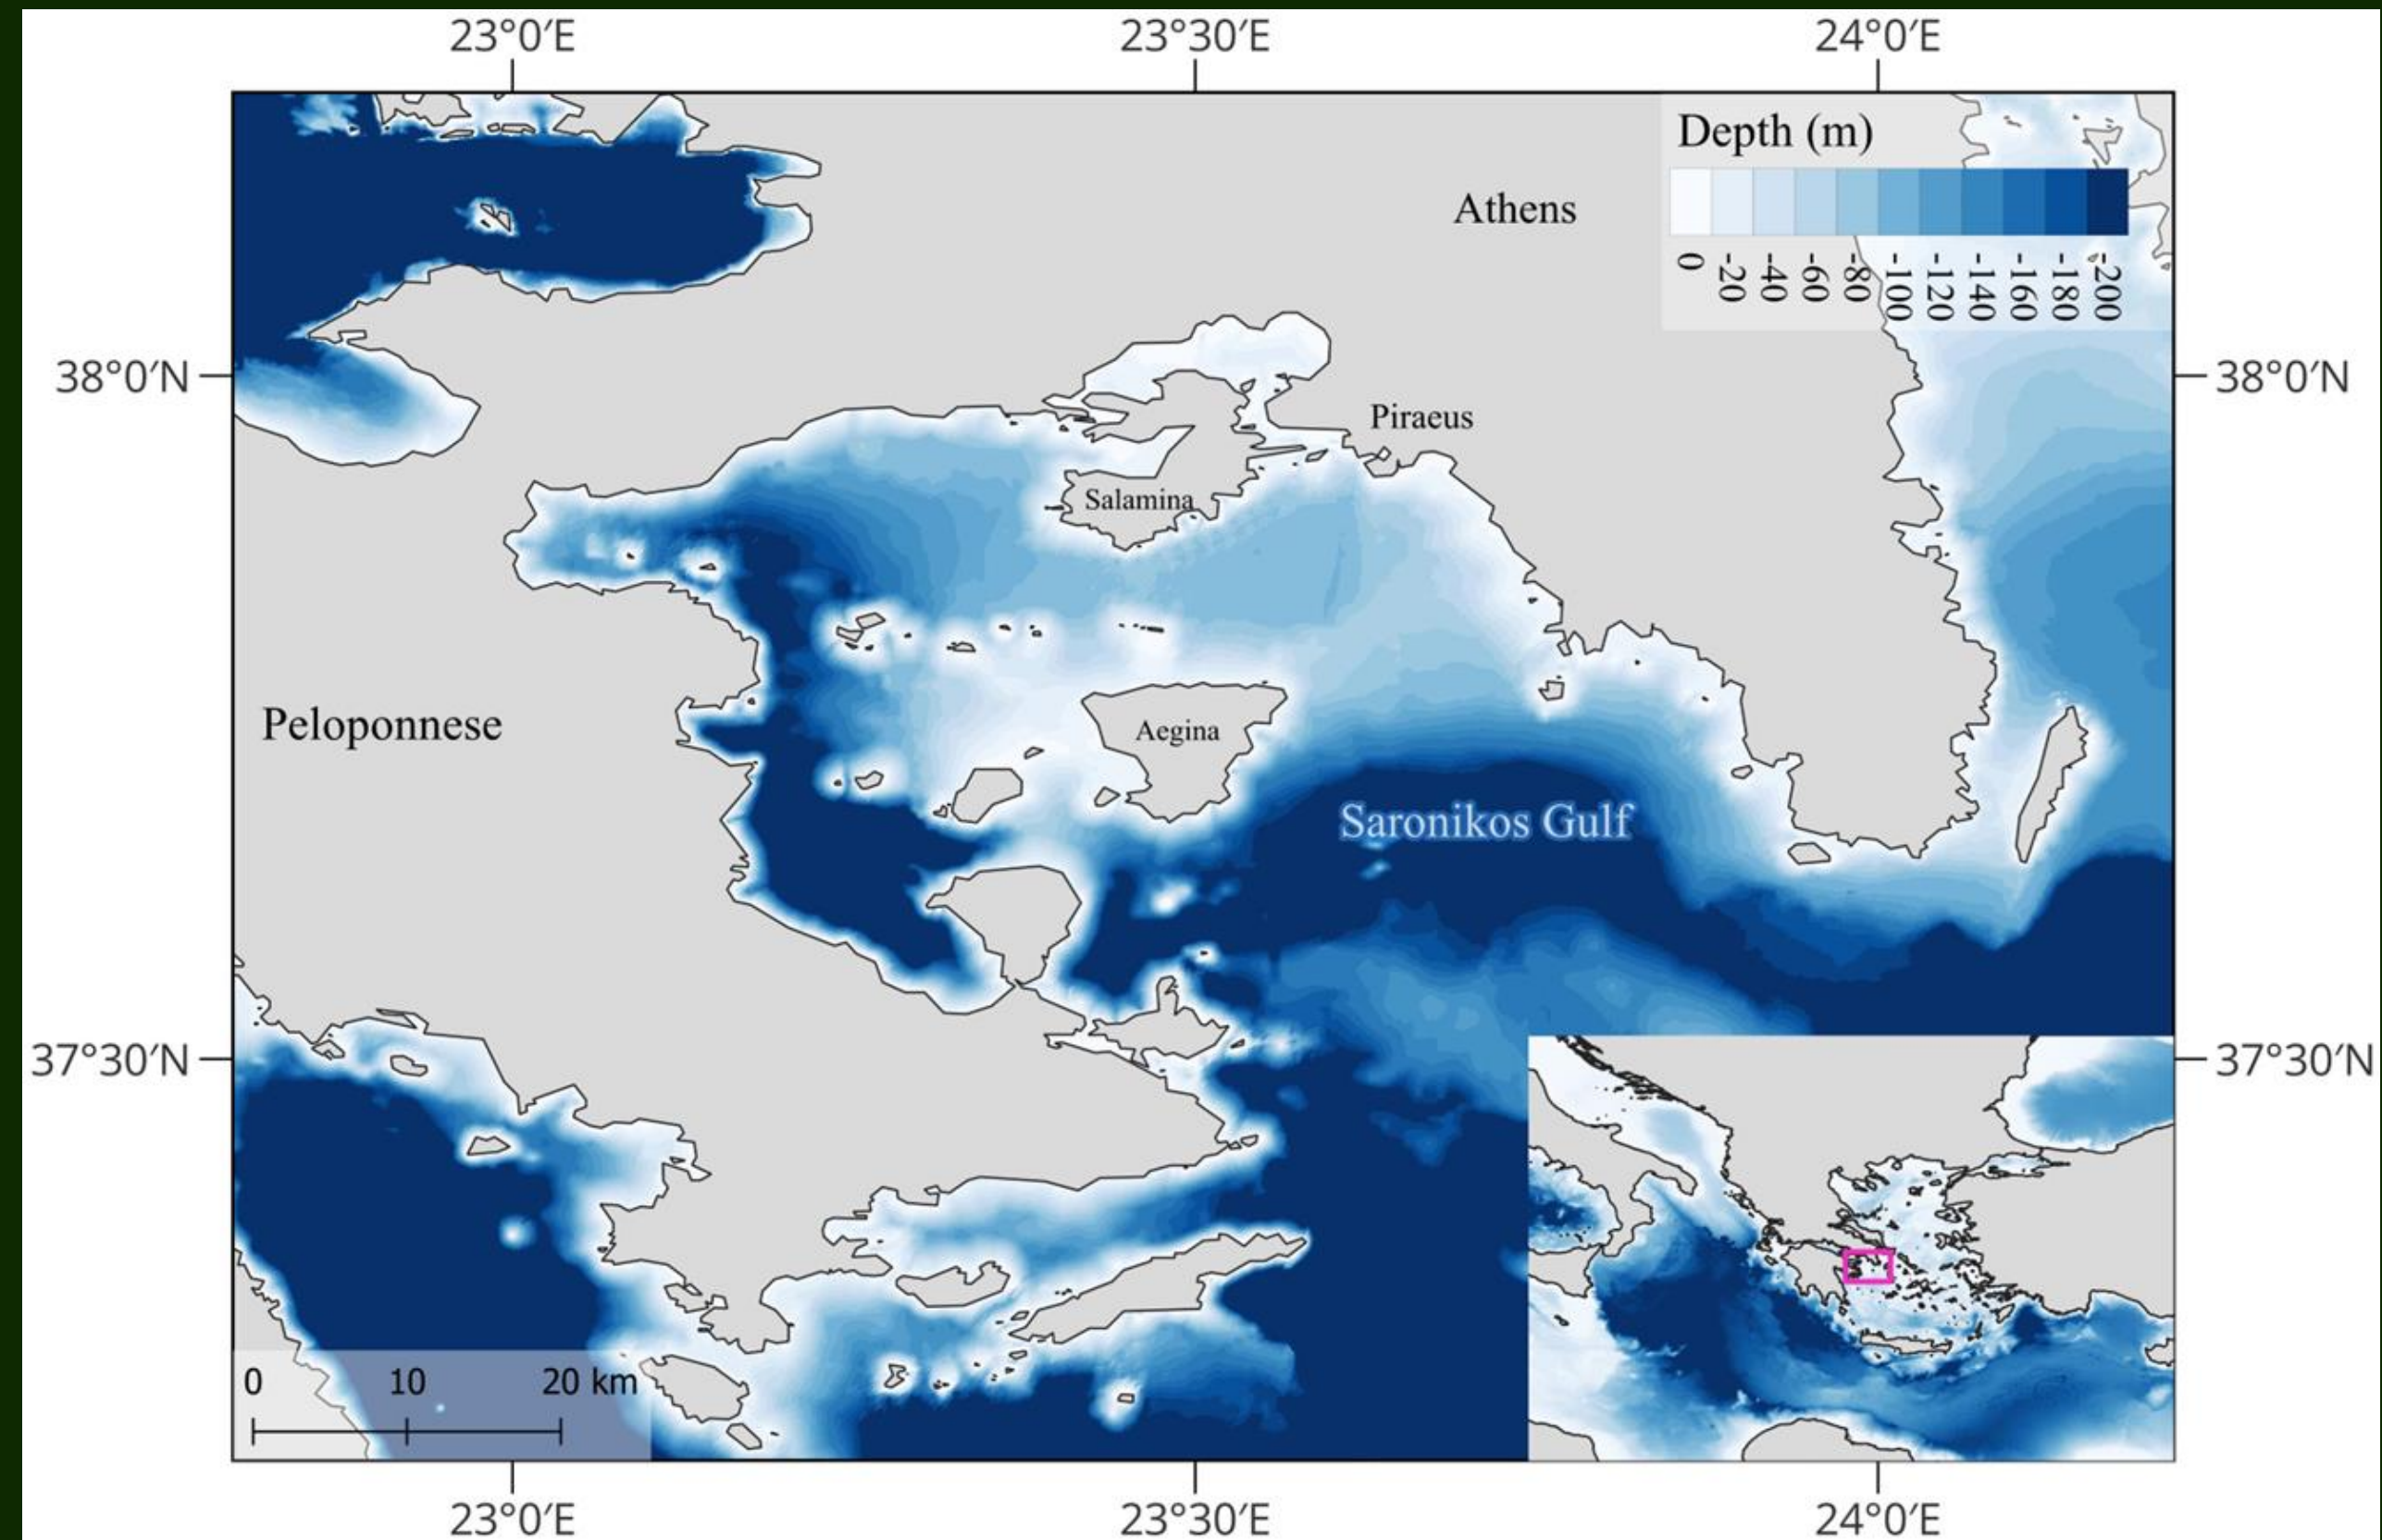 23°0′E
23°30′E
24°0′E
Depth (m)
0
-20
-40
-60
-80
-100
-120
-140
-160
-180
-200
Athens
38°0′N
38°0′N
Piraeus
Salamina
Peloponnese
Aegina
Saronikos Gulf
37°30′N
37°30′N
0 10 20 km
23°0′E
23°30′E
24°0′E